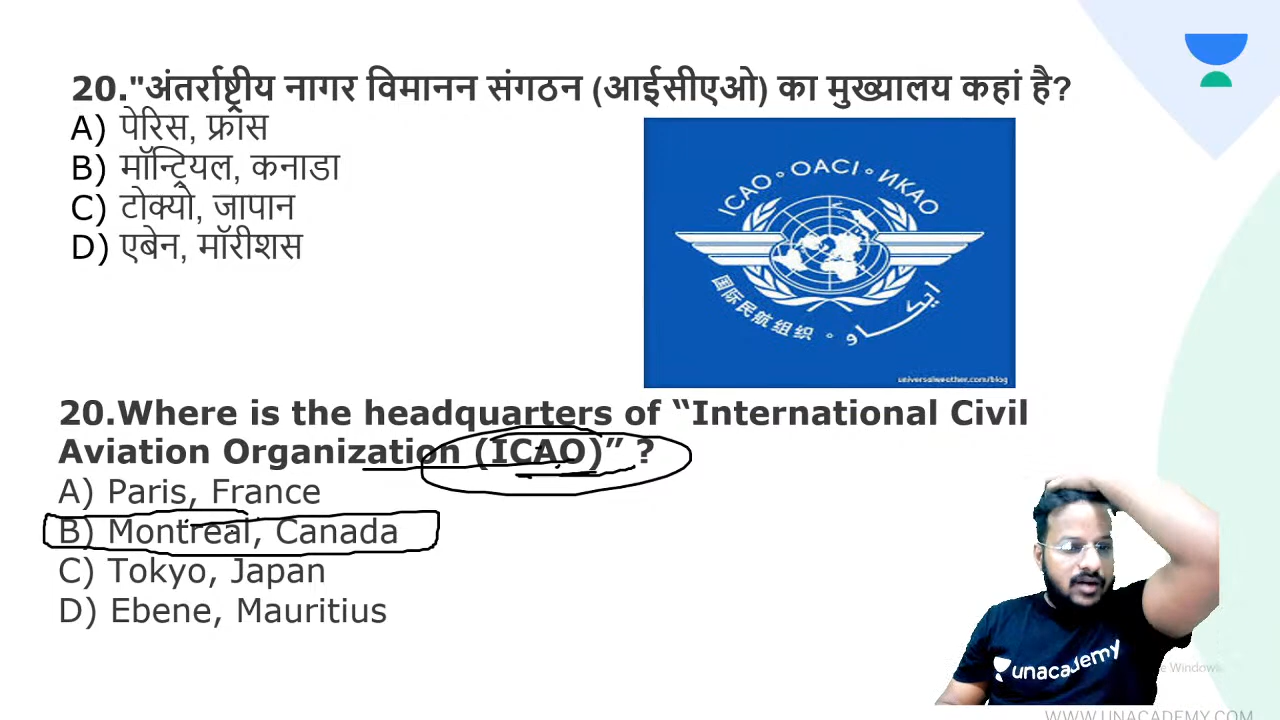 20."अंतर्राष्ट्रीय नागर विमानन संगठन (आईसीएओ) का मुख्यालय कहां है?
A) पेरिस, फ्रांस
B) मॉन्ट्रियल, कनाडा
C) टोक्यो, जापान
D) एबेन, मॉरीशस
ICAO ◦ OACI ◦ ИКАО
国际民航组织 ◦ ايكاو
universalweather.com/blog
20.Where is the headquarters of “International Civil
Aviation Organization (ICAO)” ?
A) Paris, France
B) Montreal, Canada
C) Tokyo, Japan
D) Ebene, Mauritius
unacademy
e Windows
WWW.UNACADEMY.COM